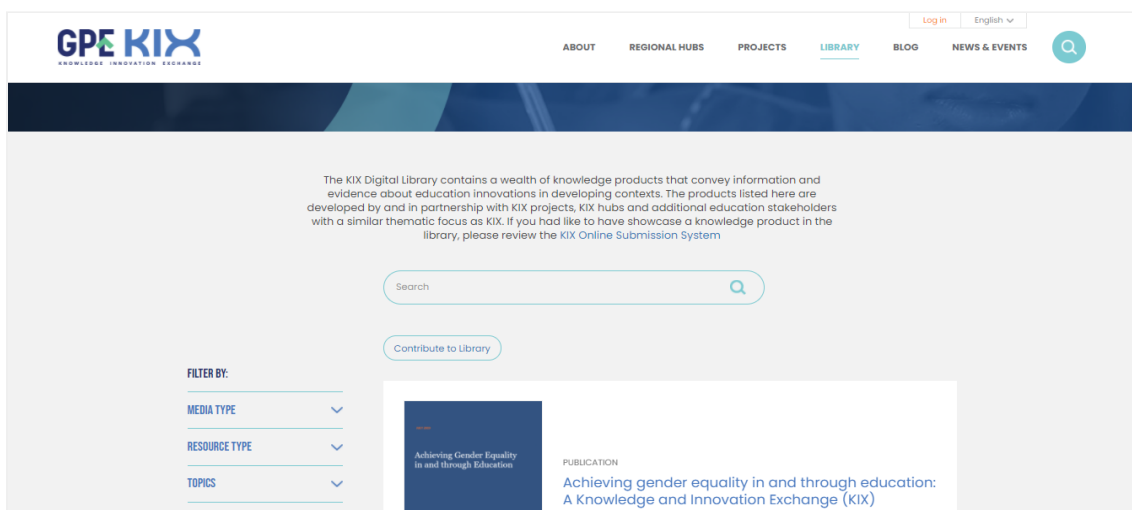 Log in English
GPE KIX
KNOWLEDGE INNOVATION EXCHANGE
ABOUT REGIONAL HUBS PROJECTS LIBRARY BLOG NEWS & EVENTS
The KIX Digital Library contains a wealth of knowledge products that convey information and
evidence about education innovations in developing contexts. The products listed here are
developed by and in partnership with KIX projects, KIX hubs and additional education stakeholders
with a similar thematic focus as KIX. If you had like to have showcase a knowledge product in the
library, please review the KIX Online Submission System
Search
Contribute to Library
FILTER BY:
MEDIA TYPE
RESOURCE TYPE
TOPICS
Achieving Gender Equality
in and through Education
PUBLICATION
Achieving gender equality in and through education:
A Knowledge and Innovation Exchange (KIX)